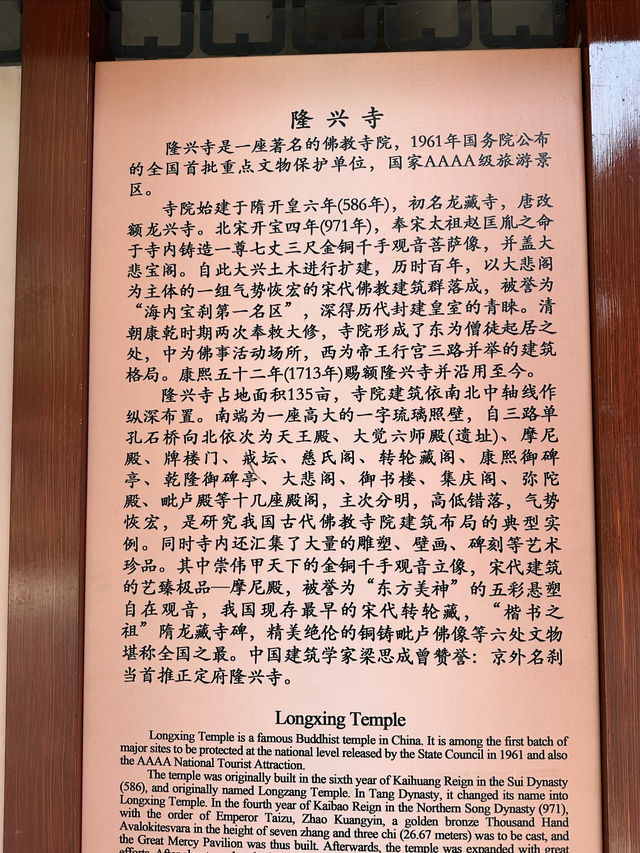 隆兴寺
隆兴寺是一座著名的佛教寺院，1961年国务院公布
的全国首批重点文物保护单位，国家AAAA级旅游景
区。
寺院始建于隋开皇六年(586年)，初名龙藏寺，唐改
额龙兴寺。北宋开宝四年(971年)，奉宋太祖赵匡胤之命
于寺内铸造一尊七丈三尺金铜千手观音菩萨像，并盖大
悲宝阁。自此大兴土木进行扩建，历时百年，以大悲阁
为主体的一组气势恢宏的宋代佛教建筑群落成，被誉为
“海内宝刹第一名区”，深得历代封建皇室的青睐。清
朝康乾时期两次奉敕大修，寺院形成了东为僧徒起居之
处，中为佛事活动场所，西为帝王行宫三路并举的建筑
格局。康熙五十二年(1713年)赐额隆兴寺并沿用至今。
隆兴寺占地面积135亩，寺院建筑依南北中轴线作
纵深布置。南端为一座高大的一字琉璃照壁，自三路单
孔石桥向北依次为天王殿、大觉六师殿(遗址)、摩尼
殿、牌楼门、戒坛、慈氏阁、转轮藏阁、康熙御碑
亭、乾隆御碑亭、大悲阁、御书楼、集庆阁、弥陀
殿、毗卢殿等十几座殿阁，主次分明，高低错落，气势
恢宏，是研究我国古代佛教寺院建筑布局的典型实
例。同时寺内还汇集了大量的雕塑、壁画、碑刻等艺术
珍品。其中崇伟甲天下的金铜千手观音立像，宋代建筑
的艺臻极品—摩尼殿，被誉为“东方美神”的五彩悬塑
自在观音，我国现存最早的宋代转轮藏，“楷书之
祖”隋龙藏寺碑，精美绝伦的铜铸毗卢佛像等六处文物
堪称全国之最。中国建筑学家梁思成曾赞誉：京外名刹
当首推正定府隆兴寺。
Longxing Temple
Longxing Temple is a famous Buddhist temple in China. It is among the first batch of
major sites to be protected at the national level released by the State Council in 1961 and also
the AAAA National Tourist Attraction.
The temple was originally built in the sixth year of Kaihuang Reign in the Sui Dynasty
(586), and originally named Longzang Temple. In Tang Dynasty, it changed its name into
Longxing Temple. In the fourth year of Kaibao Reign in the Northern Song Dynasty (971),
with the order of Emperor Taizu, Zhao Kuangyin, a golden bronze Thousand Hand
Avalokitesvara in the height of seven zhang and three chi (26.67 meters) was to be cast, and
the Great Mercy Pavilion was thus built. Afterwards, the temple was expanded with great